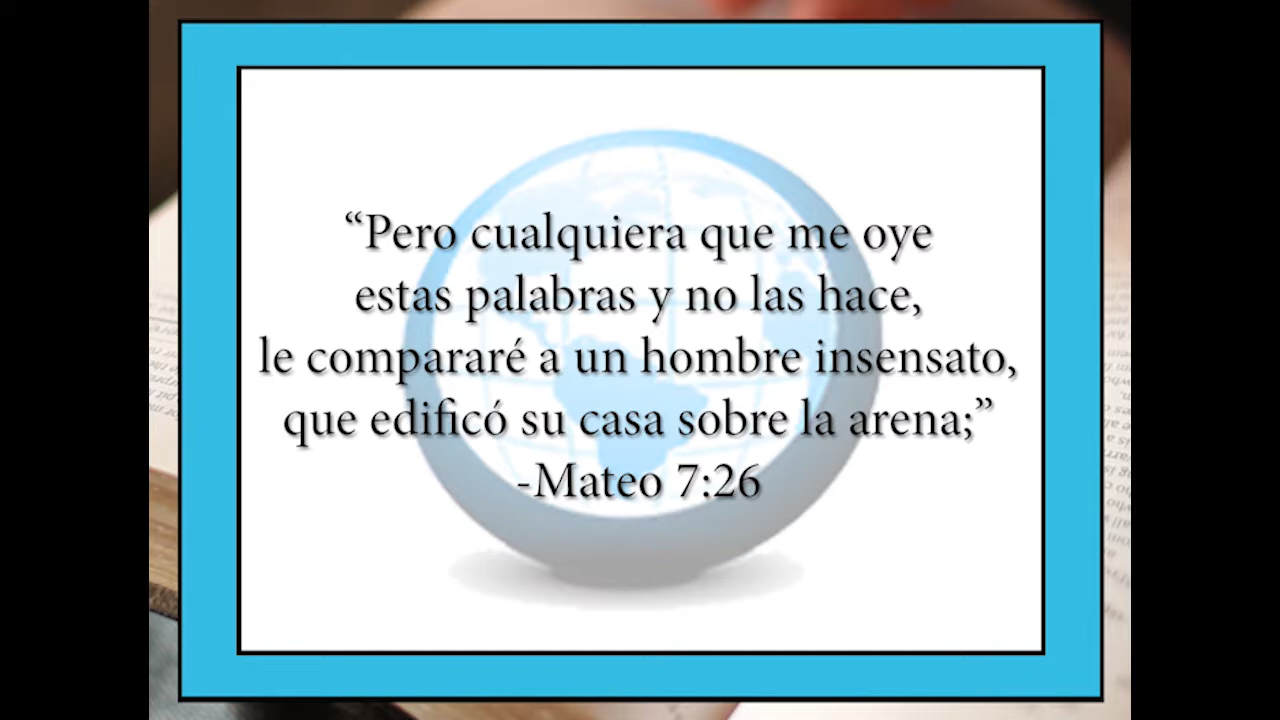 “Pero cualquiera que me oye
estas palabras y no las hace,
le compararé a un hombre insensato,
que edificó su casa sobre la arena;”
-Mateo 7:26